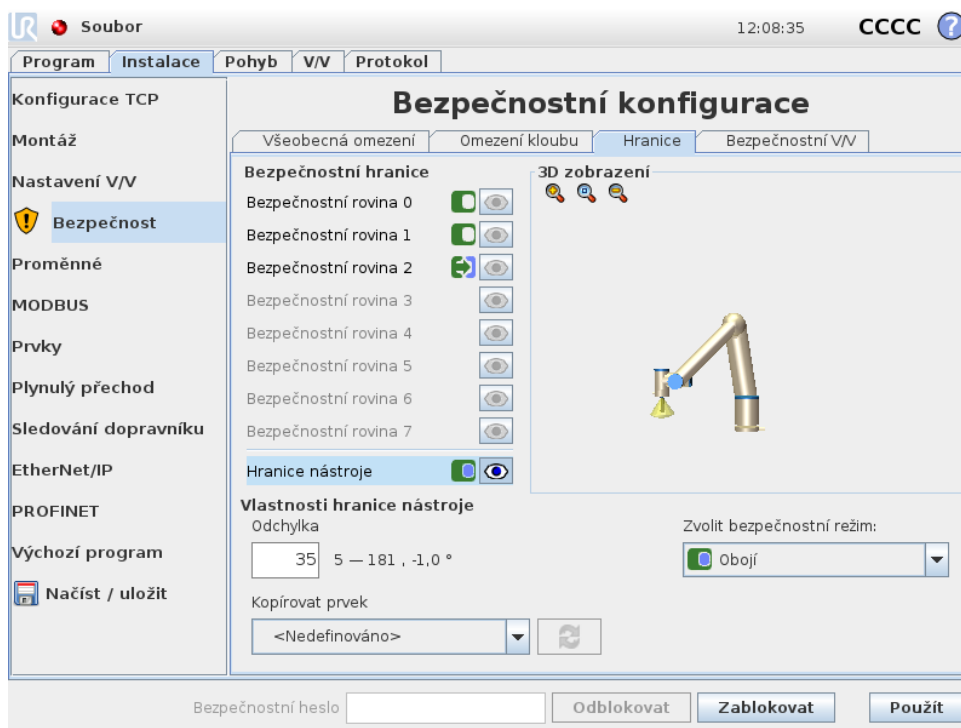 UR Soubor 12:08:35 CCCC ?
Program Instalace Pohyb V/V Protokol
Konfigurace TCP
Montáž
Nastavení V/V
Bezpečnost
Proměnné
MODBUS
Prvky
Plynulý přechod
Sledování dopravníku
EtherNet/IP
PROFINET
Výchozí program
Načíst / uložit
Bezpečnostní konfigurace
Všeobecná omezení Omezení kloubu Hranice Bezpečnostní V/V
Bezpečnostní hranice
Bezpečnostní rovina 0
Bezpečnostní rovina 1
Bezpečnostní rovina 2
Bezpečnostní rovina 3
Bezpečnostní rovina 4
Bezpečnostní rovina 5
Bezpečnostní rovina 6
Bezpečnostní rovina 7
Hranice nástroje
3D zobrazení
Vlastnosti hranice nástroje
Odchylka
35 5 — 181 , -1,0 °
Zvolit bezpečnostní režim:
Obojí
Kopírovat prvek
<Nedefinováno>
Bezpečnostní heslo Odblokovat Zablokovat Použít